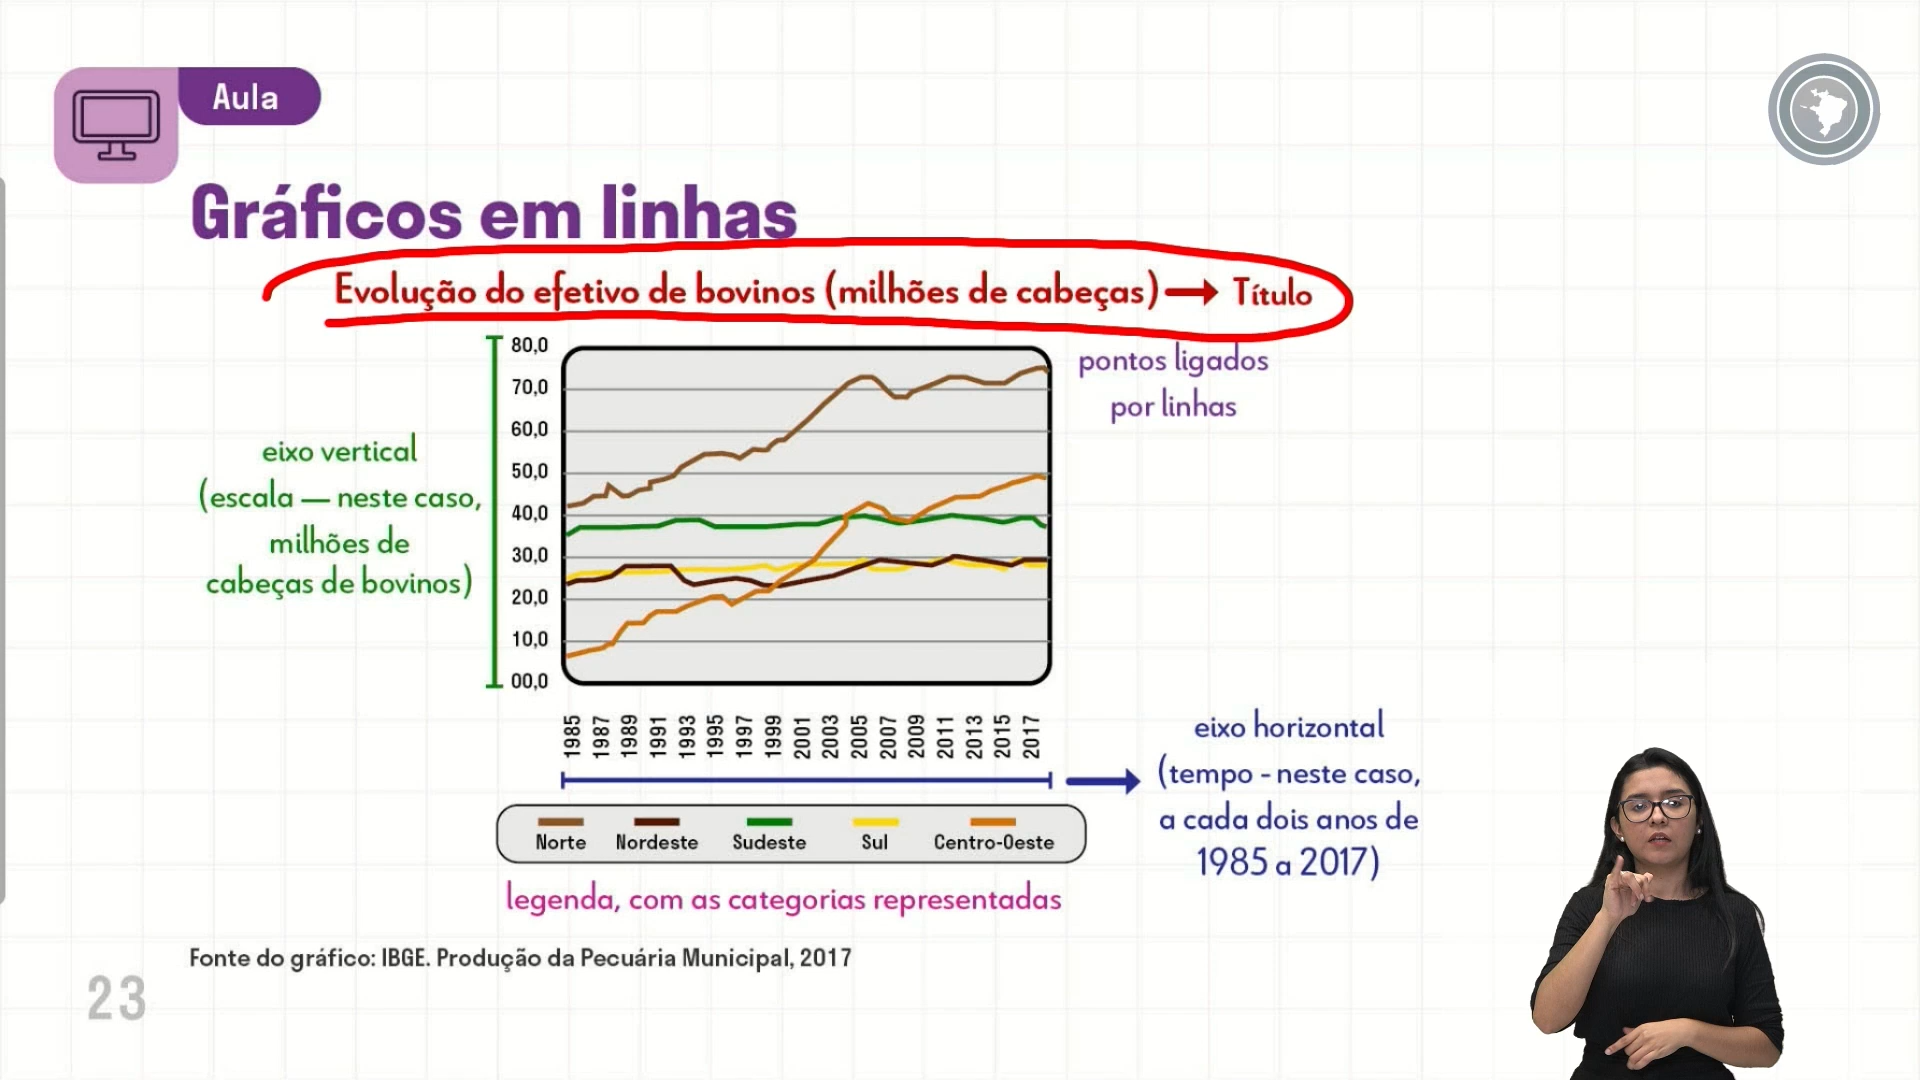 Aula
Gráficos em linhas
Evolução do efetivo de bovinos (milhões de cabeças) → Título
pontos ligados
por linhas
eixo vertical
(escala — neste caso,
milhões de
cabeças de bovinos)
80,0
70,0
60,0
50,0
40,0
30,0
20,0
10,0
00,0
1985 1987 1989 1991 1993 1995 1997 1999 2001 2003 2005 2007 2009 2011 2013 2015 2017
eixo horizontal
(tempo - neste caso,
a cada dois anos de
1985 a 2017)
Norte Nordeste Sudeste Sul Centro-Oeste
legenda, com as categorias representadas
Fonte do gráfico: IBGE. Produção da Pecuária Municipal, 2017
23